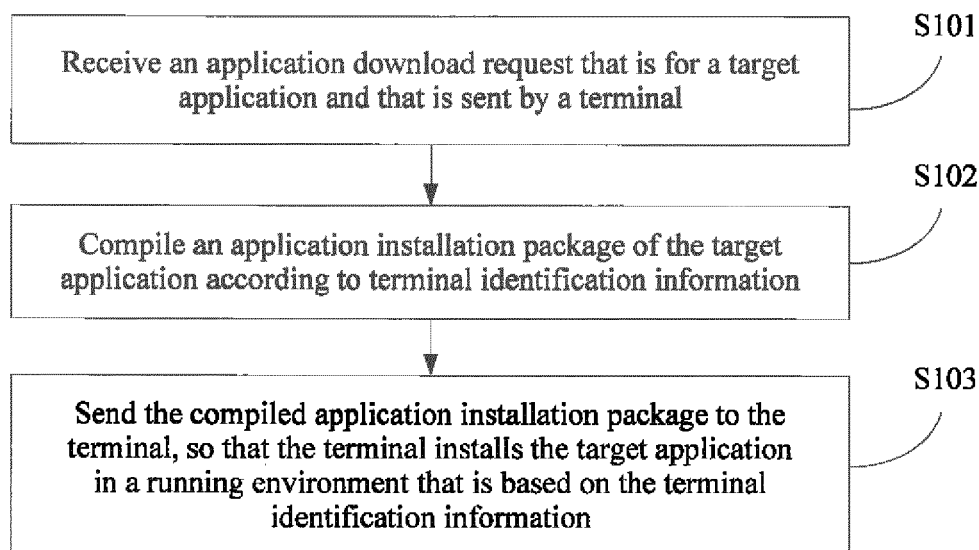 S101
Receive an application download request that is for a target
application and that is sent by a terminal
S102
Compile an application installation package of the target
application according to terminal identification information
S103
Send the compiled application installation package to the
terminal, so that the terminal installs the target application
in a running environment that is based on the terminal
identification information